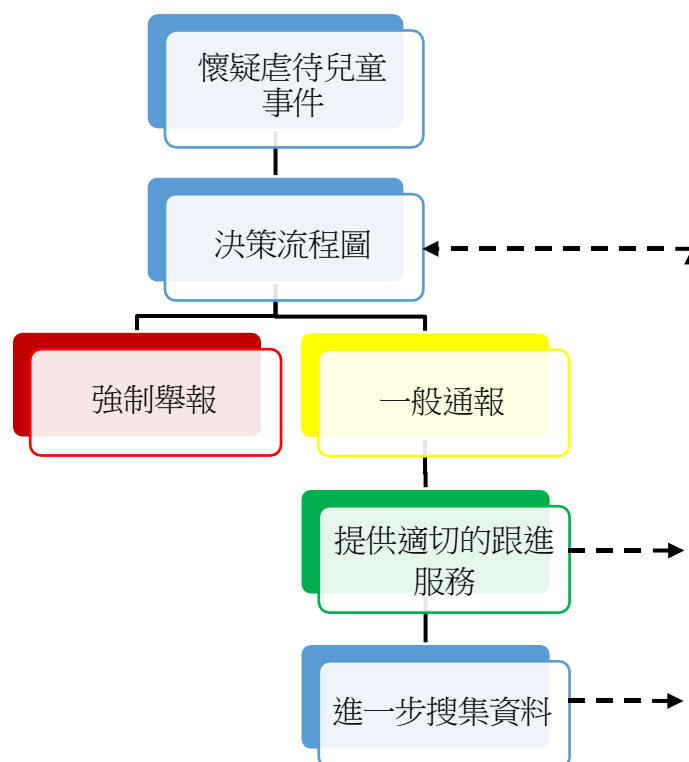 懷疑虐待兒童
事件
決策流程圖
強制舉報
一般通報
提供適切的跟進
服務
進一步搜集資料